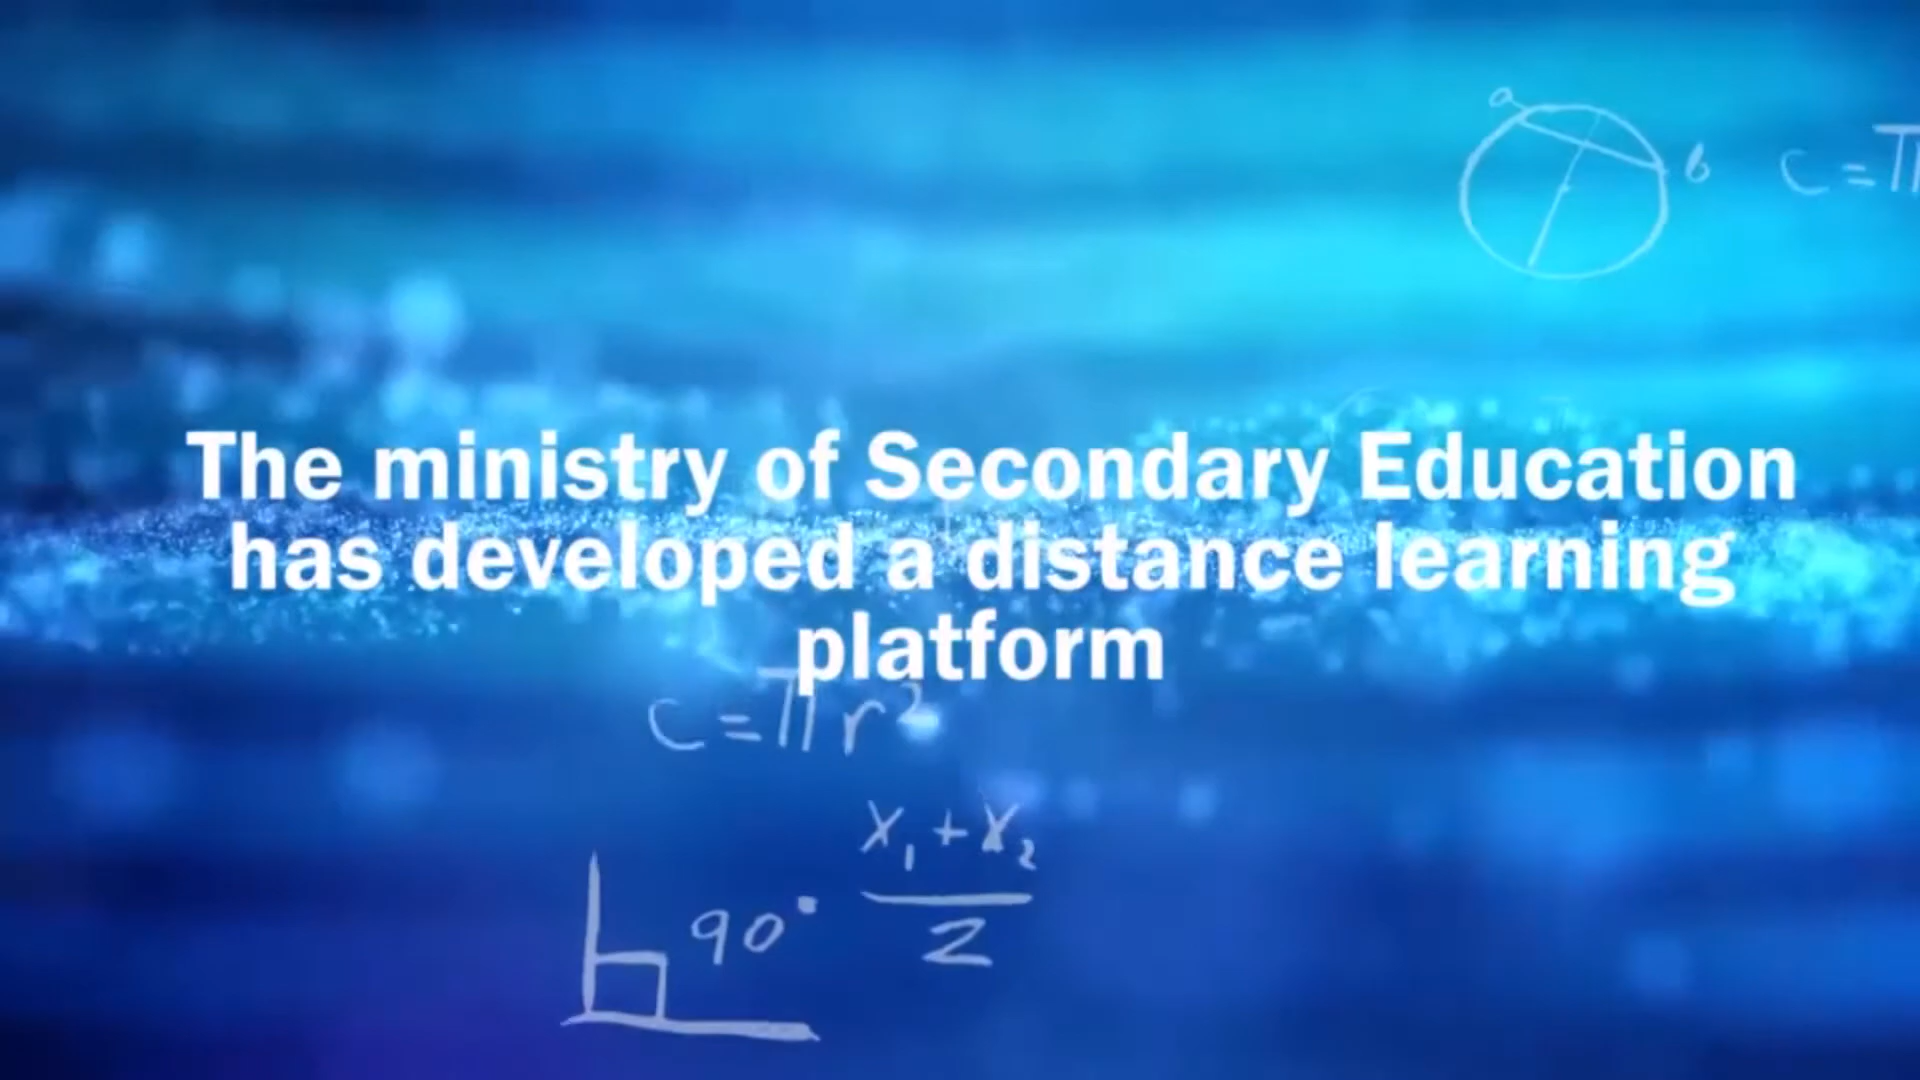 a
b
C = π
The ministry of Secondary Education
has developed a distance learning
platform
C = πr²
x₁ + x₂
2
90°